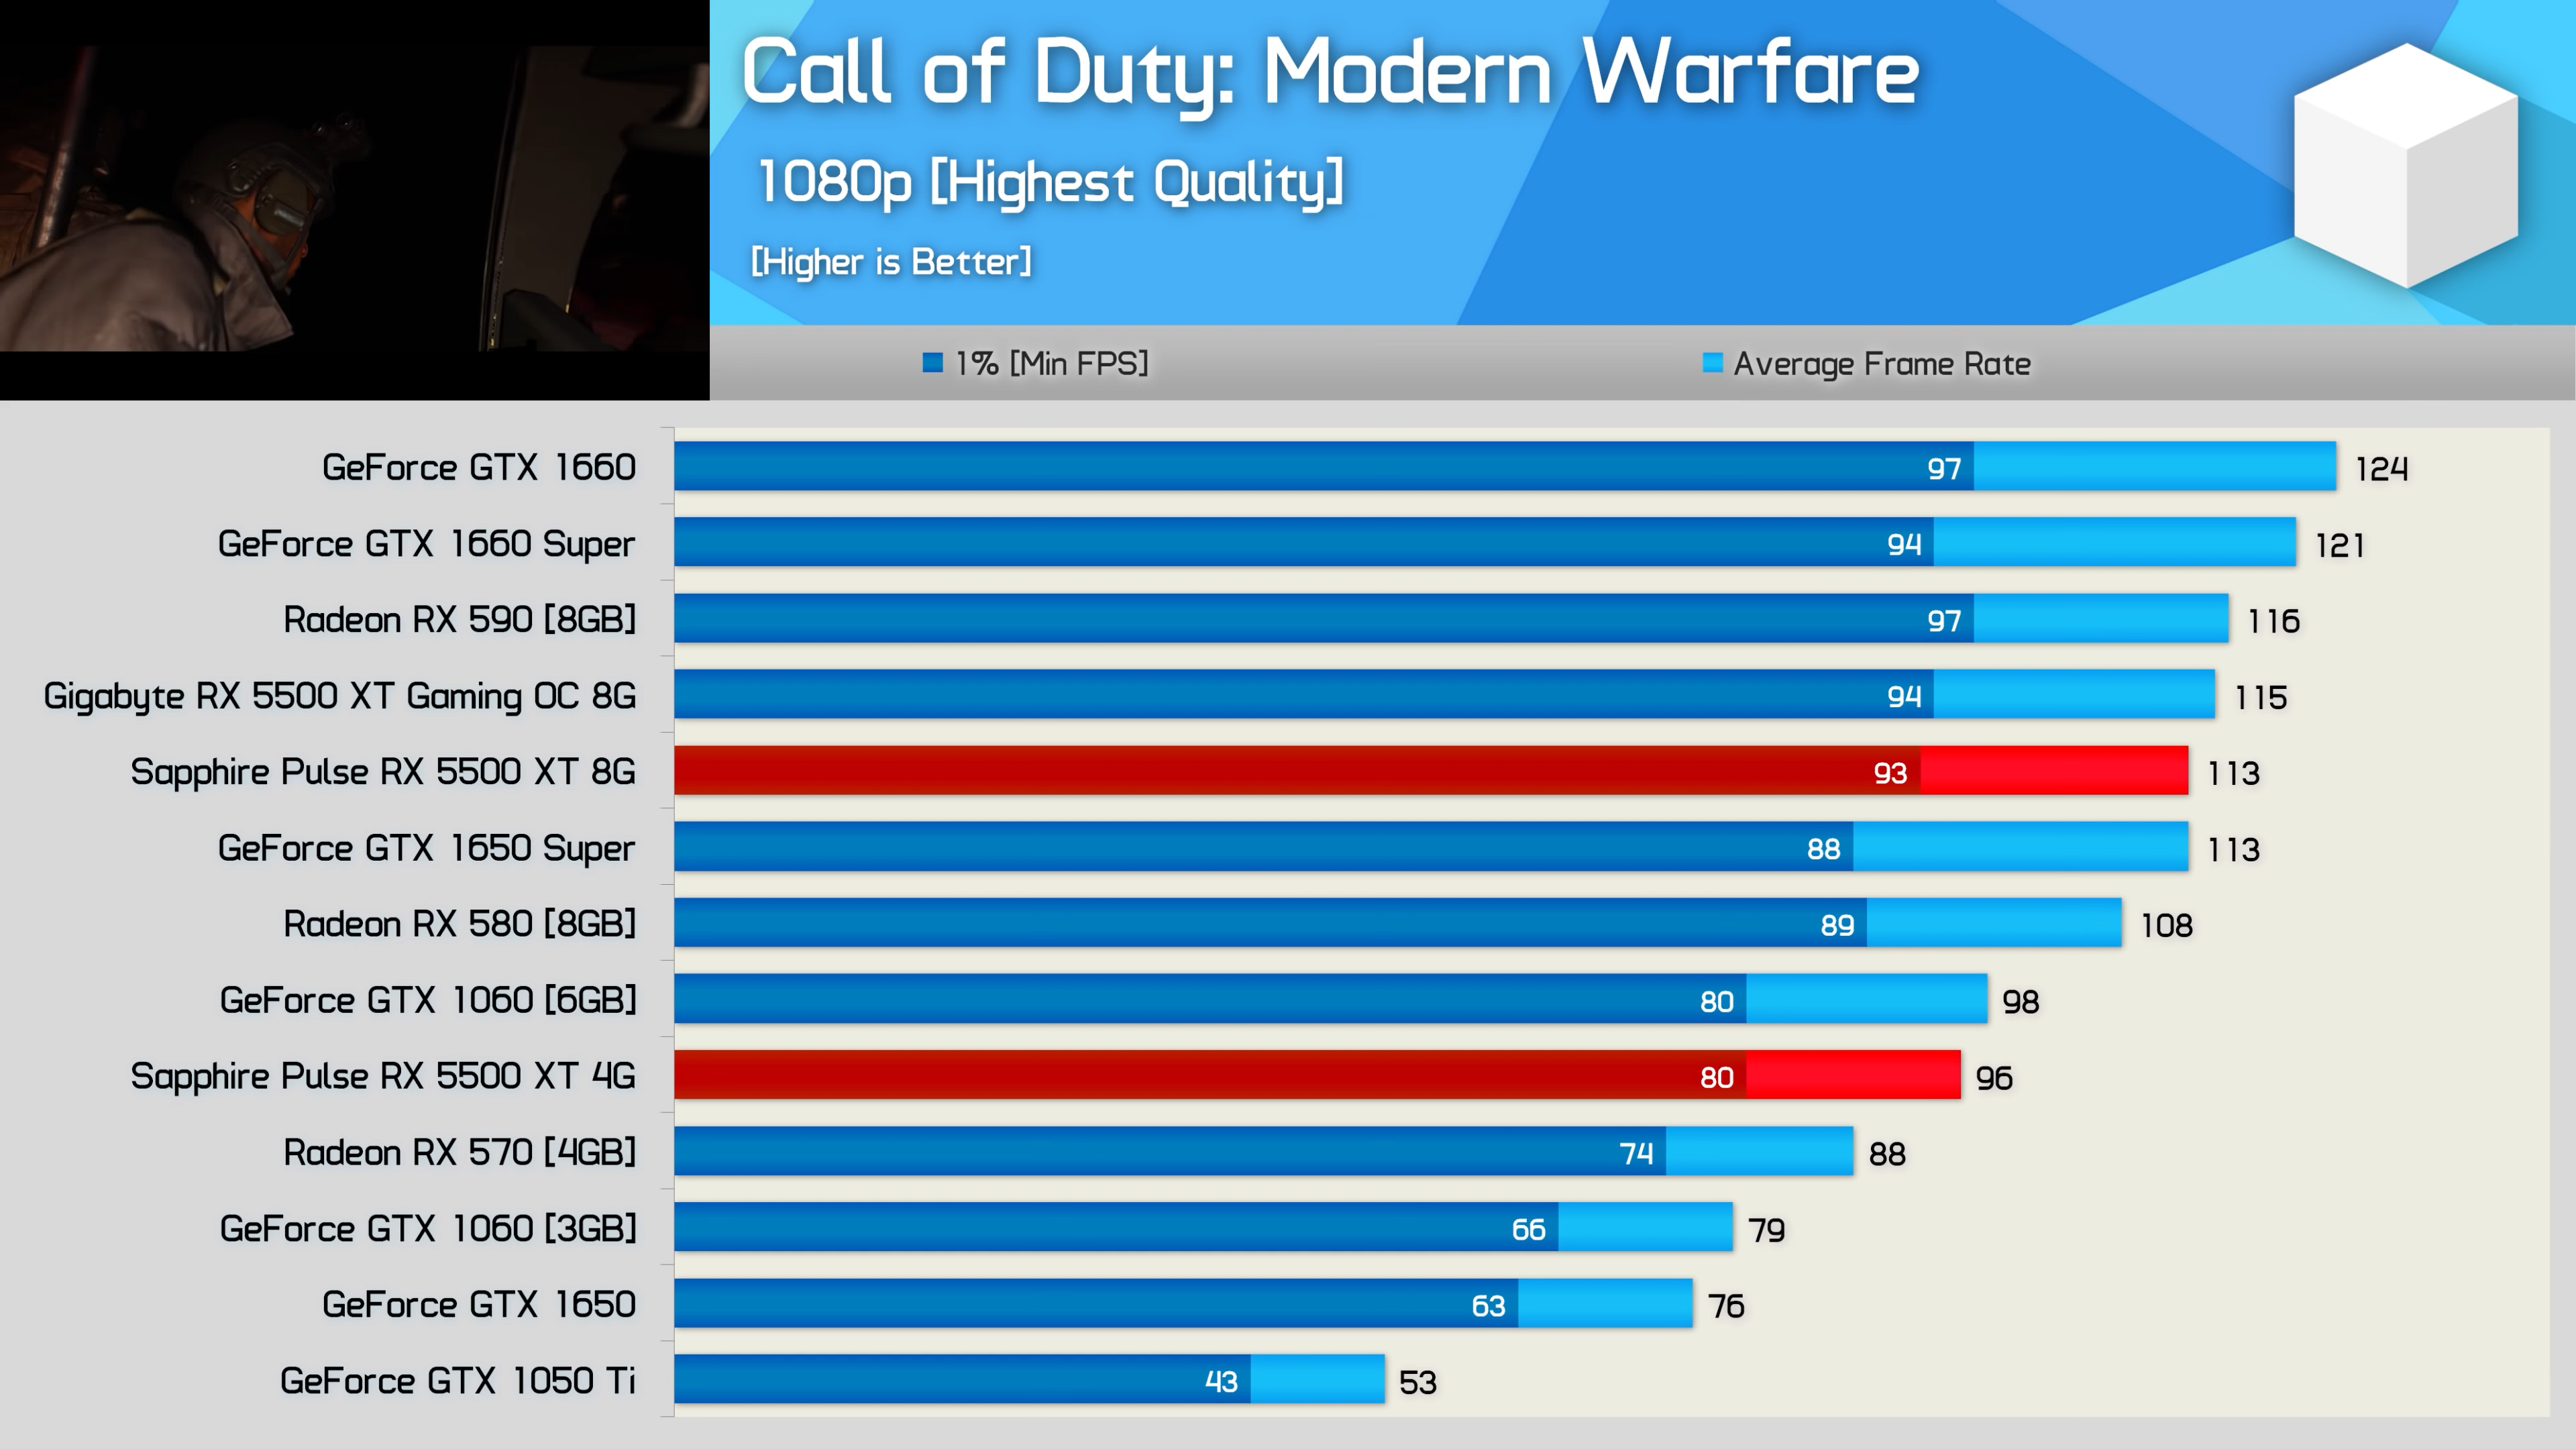 Call of Duty: Modern Warfare
1080p [Highest Quality]
[Higher is Better]
1% [Min FPS] Average Frame Rate
GeForce GTX 1660 97 124
GeForce GTX 1660 Super 94 121
Radeon RX 590 [8GB] 97 116
Gigabyte RX 5500 XT Gaming OC 8G 94 115
Sapphire Pulse RX 5500 XT 8G 93 113
GeForce GTX 1650 Super 88 113
Radeon RX 580 [8GB] 89 108
GeForce GTX 1060 [6GB] 80 98
Sapphire Pulse RX 5500 XT 4G 80 96
Radeon RX 570 [4GB] 74 88
GeForce GTX 1060 [3GB] 66 79
GeForce GTX 1650 63 76
GeForce GTX 1050 Ti 43 53